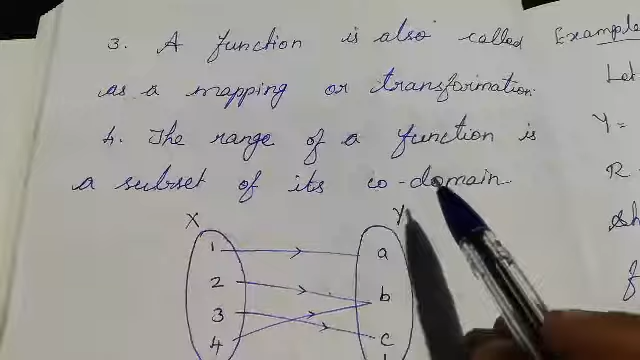 3. A function is also called
as a mapping or transformation.
4. The range of a function is
a subset of its co-domain.
X
Y
1
a
2
b
3
c
4
Example
Let
Y =
R
f